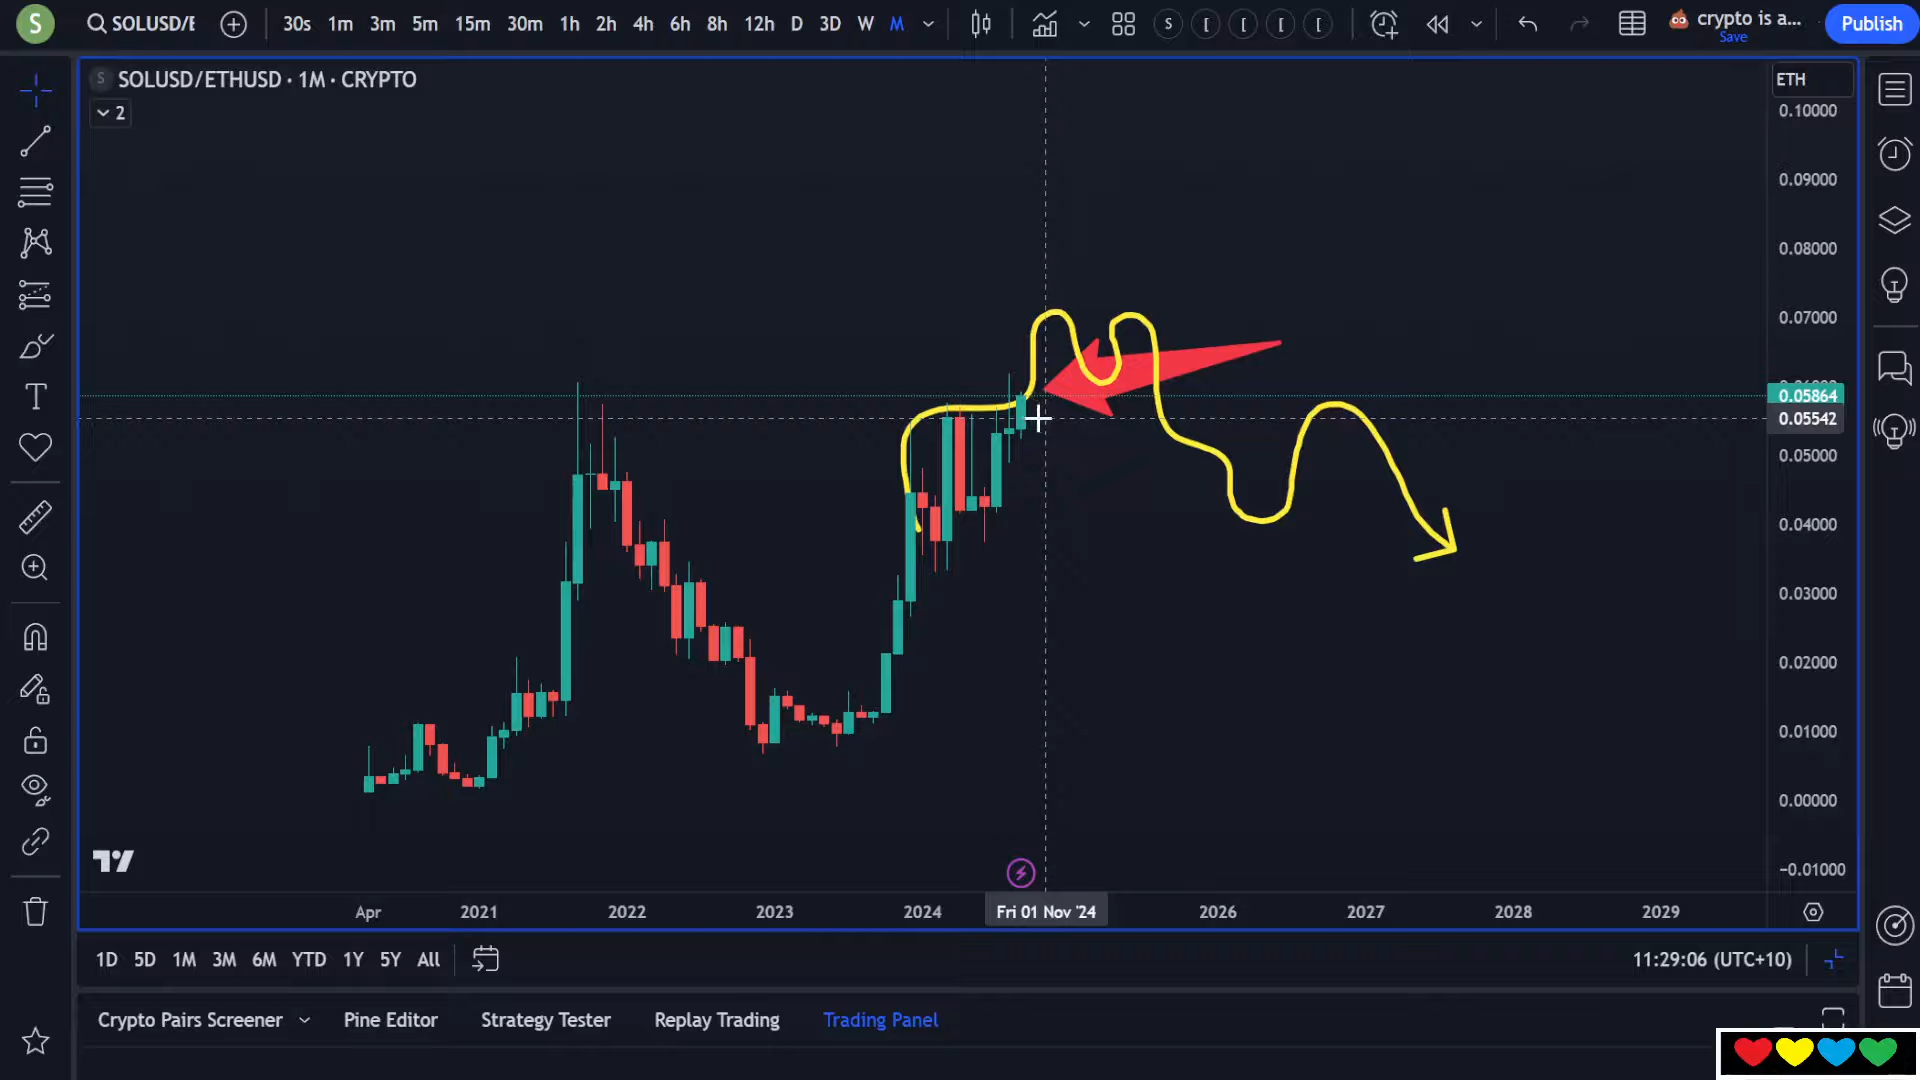 S
SOLUSD/E
30s 1m 3m 5m 15m 30m 1h 2h 4h 6h 8h 12h D 3D W M
S [ [ [ [
crypto is a...
Save
Publish
S SOLUSD/ETHUSD · 1M · CRYPTO
2
ETH
0.10000
0.09000
0.08000
0.07000
0.05864
0.05542
0.05000
0.04000
0.03000
0.02000
0.01000
0.00000
−0.01000
Apr 2021 2022 2023 2024 Fri 01 Nov '24 2026 2027 2028 2029
1D 5D 1M 3M 6M YTD 1Y 5Y All
11:29:06 (UTC+10)
Crypto Pairs Screener Pine Editor Strategy Tester Replay Trading Trading Panel